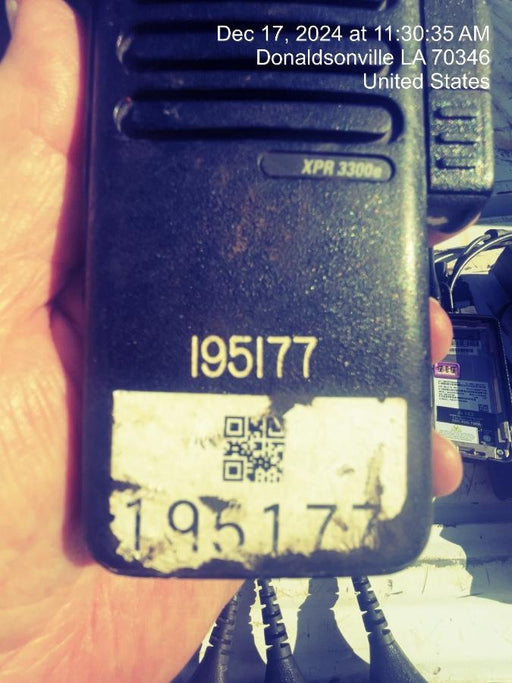 Dec 17, 2024 at 11:30:35 AM
Donaldsonville LA 70346
United States
XPR 3300e
195177
195177